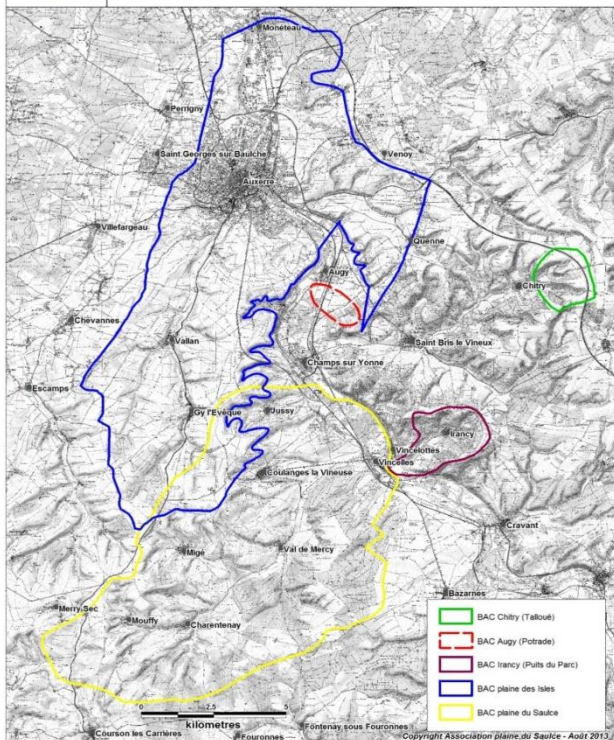 Monéteau
Perrigny
Saint Georges sur Baulche
Venoy
Auxerre
Villefargeau
Quenne
Augy
Chitry
Chevannes
Vallan
Saint Bris le Vineux
Champs sur Yonne
Escamps
Gy l'Evêque
Jussy
Irancy
Vincelottes
Vincelles
Coulanges la Vineuse
Cravant
Migé
Val de Mercy
Bazarnes
Merry Sec
Mouffy
Charentenay
BAC Chitry (Talloué)
BAC Augy (Potrade)
BAC Irancy (Puits du Parc)
BAC plaine des Isles
BAC plaine du Saulce
0 2,5 5
kilometres
Courson les Carrières
Fouronnes
Fontenay sous Fouronnes
Copyright Association plaine du Saulce - Août 2013